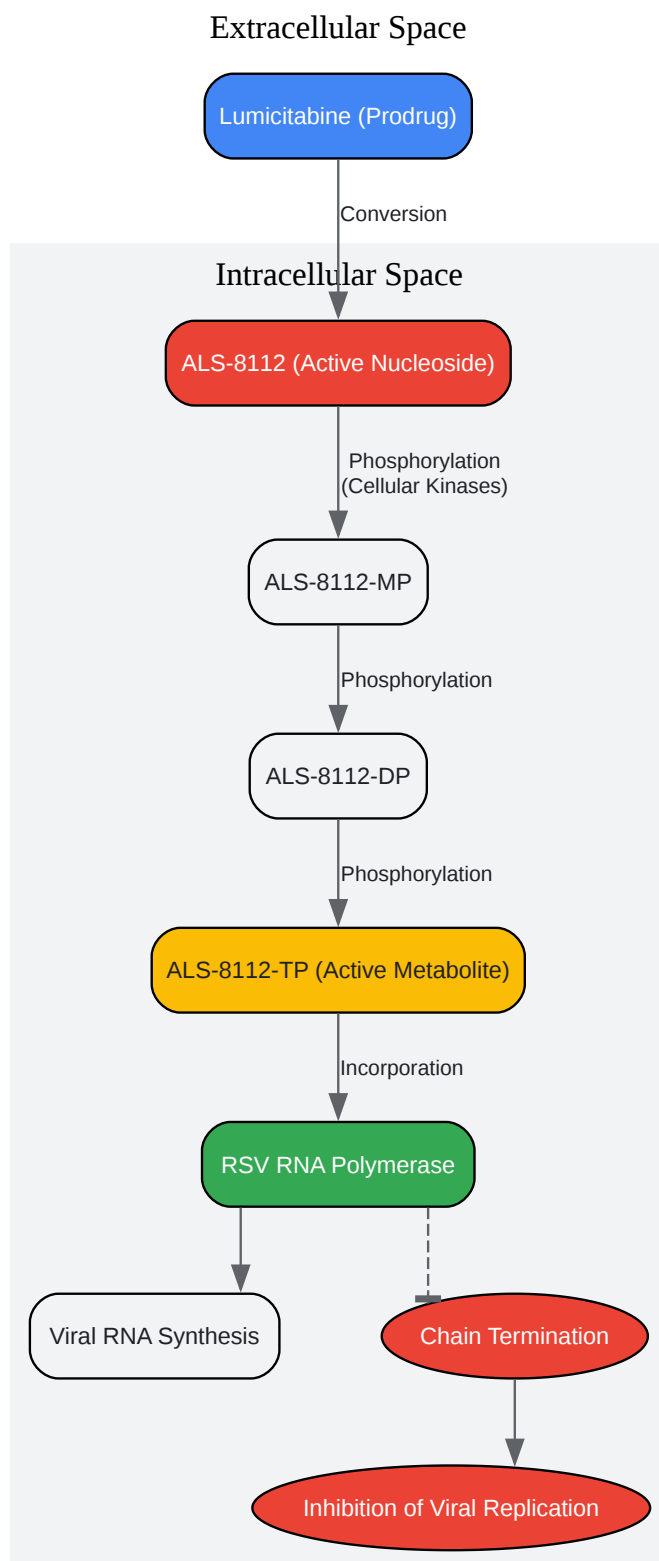 Extracellular Space
Lumicitabine (Prodrug)
Conversion
Intracellular Space
ALS-8112 (Active Nucleoside)
Phosphorylation
(Cellular Kinases)
ALS-8112-MP
Phosphorylation
ALS-8112-DP
Phosphorylation
ALS-8112-TP (Active Metabolite)
Incorporation
RSV RNA Polymerase
Viral RNA Synthesis
Chain Termination
Inhibition of Viral Replication